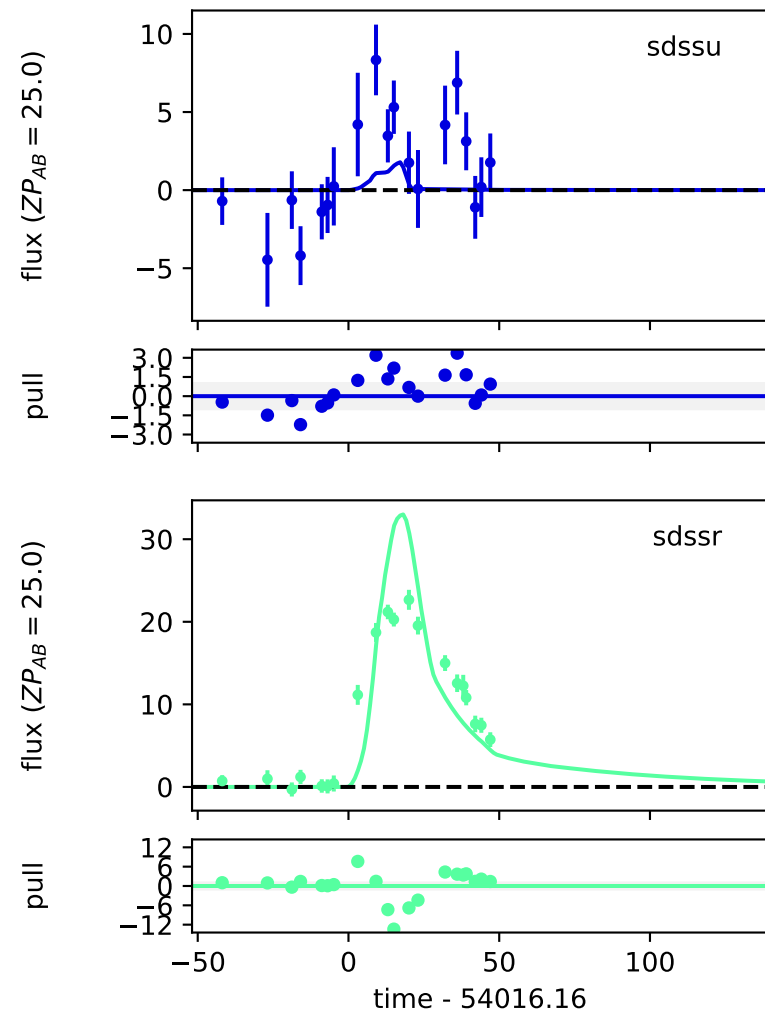 10
5
0
−5
flux (ZP_AB = 25.0)
sdssu
3.0
1.5
0.0
−1.5
−3.0
pull
30
20
10
0
flux (ZP_AB = 25.0)
sdssr
12
6
0
−6
−12
pull
−50 0 50 100
time - 54016.16